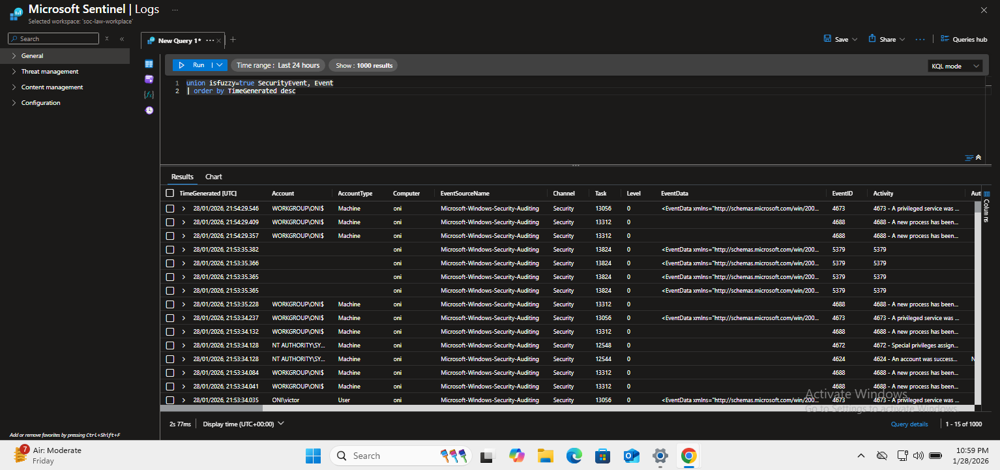 Microsoft Sentinel | Logs ...
Selected workspace: 'soc-law-workplace'
Search
General
Threat management
Content management
Configuration
New Query 1* ...
Save
Share
...
Queries hub
Run
Time range : Last 24 hours
Show : 1000 results
KQL mode
1 union isfuzzy=true SecurityEvent, Event
2 | order by TimeGenerated desc
Results Chart
TimeGenerated [UTC] Account AccountType Computer EventSourceName Channel Task Level EventData EventID Activity Aut
Columns
28/01/2026, 21:54:29.546 WORKGROUP\ONI$ Machine oni Microsoft-Windows-Security-Auditing Security 13056 0 <EventData xmlns="http://schemas.microsoft.com/win/200... 4673 4673 - A privileged service was ...
28/01/2026, 21:54:29.409 WORKGROUP\ONI$ Machine oni Microsoft-Windows-Security-Auditing Security 13312 0 4688 4688 - A new process has been...
28/01/2026, 21:54:29.357 WORKGROUP\ONI$ Machine oni Microsoft-Windows-Security-Auditing Security 13312 0 4688 4688 - A new process has been...
28/01/2026, 21:53:35.382 oni Microsoft-Windows-Security-Auditing Security 13824 0 <EventData xmlns="http://schemas.microsoft.com/win/200... 5379 5379
28/01/2026, 21:53:35.366 oni Microsoft-Windows-Security-Auditing Security 13824 0 <EventData xmlns="http://schemas.microsoft.com/win/200... 5379 5379
28/01/2026, 21:53:35.365 oni Microsoft-Windows-Security-Auditing Security 13824 0 <EventData xmlns="http://schemas.microsoft.com/win/200... 5379 5379
28/01/2026, 21:53:35.365 oni Microsoft-Windows-Security-Auditing Security 13824 0 <EventData xmlns="http://schemas.microsoft.com/win/200... 5379 5379
28/01/2026, 21:53:35.228 WORKGROUP\ONI$ Machine oni Microsoft-Windows-Security-Auditing Security 13312 0 4688 4688 - A new process has been...
28/01/2026, 21:53:34.237 WORKGROUP\ONI$ Machine oni Microsoft-Windows-Security-Auditing Security 13056 0 <EventData xmlns="http://schemas.microsoft.com/win/200... 4673 4673 - A privileged service was ...
28/01/2026, 21:53:34.132 WORKGROUP\ONI$ Machine oni Microsoft-Windows-Security-Auditing Security 13312 0 4688 4688 - A new process has been...
28/01/2026, 21:53:34.128 NT AUTHORITY\SY... Machine oni Microsoft-Windows-Security-Auditing Security 12548 0 4672 4672 - Special privileges assign...
28/01/2026, 21:53:34.128 NT AUTHORITY\SY... Machine oni Microsoft-Windows-Security-Auditing Security 12544 0 4624 4624 - An account was success... N
28/01/2026, 21:53:34.084 WORKGROUP\ONI$ Machine oni Microsoft-Windows-Security-Auditing Security 13312 0 4688 4688 - A new process has been...
28/01/2026, 21:53:34.041 WORKGROUP\ONI$ Machine oni Microsoft-Windows-Security-Auditing Security 13312 0 4688 4688 - A new process has been...
28/01/2026, 21:53:34.035 ONI\victor User oni Microsoft-Windows-Security-Auditing Security 13056 0 <EventData xmlns="http://schemas.microsoft.com/win/200... 4673 4673 - A privileged service was ...
Activate Windows
Go to Settings to activate Windows.
2s 77ms
Display time (UTC+00:00)
Query details
1 - 15 of 1000
Add or remove favorites by pressing Ctrl+Shift+F
7
Air: Moderate
Friday
Search
10:59 PM
1/28/2026